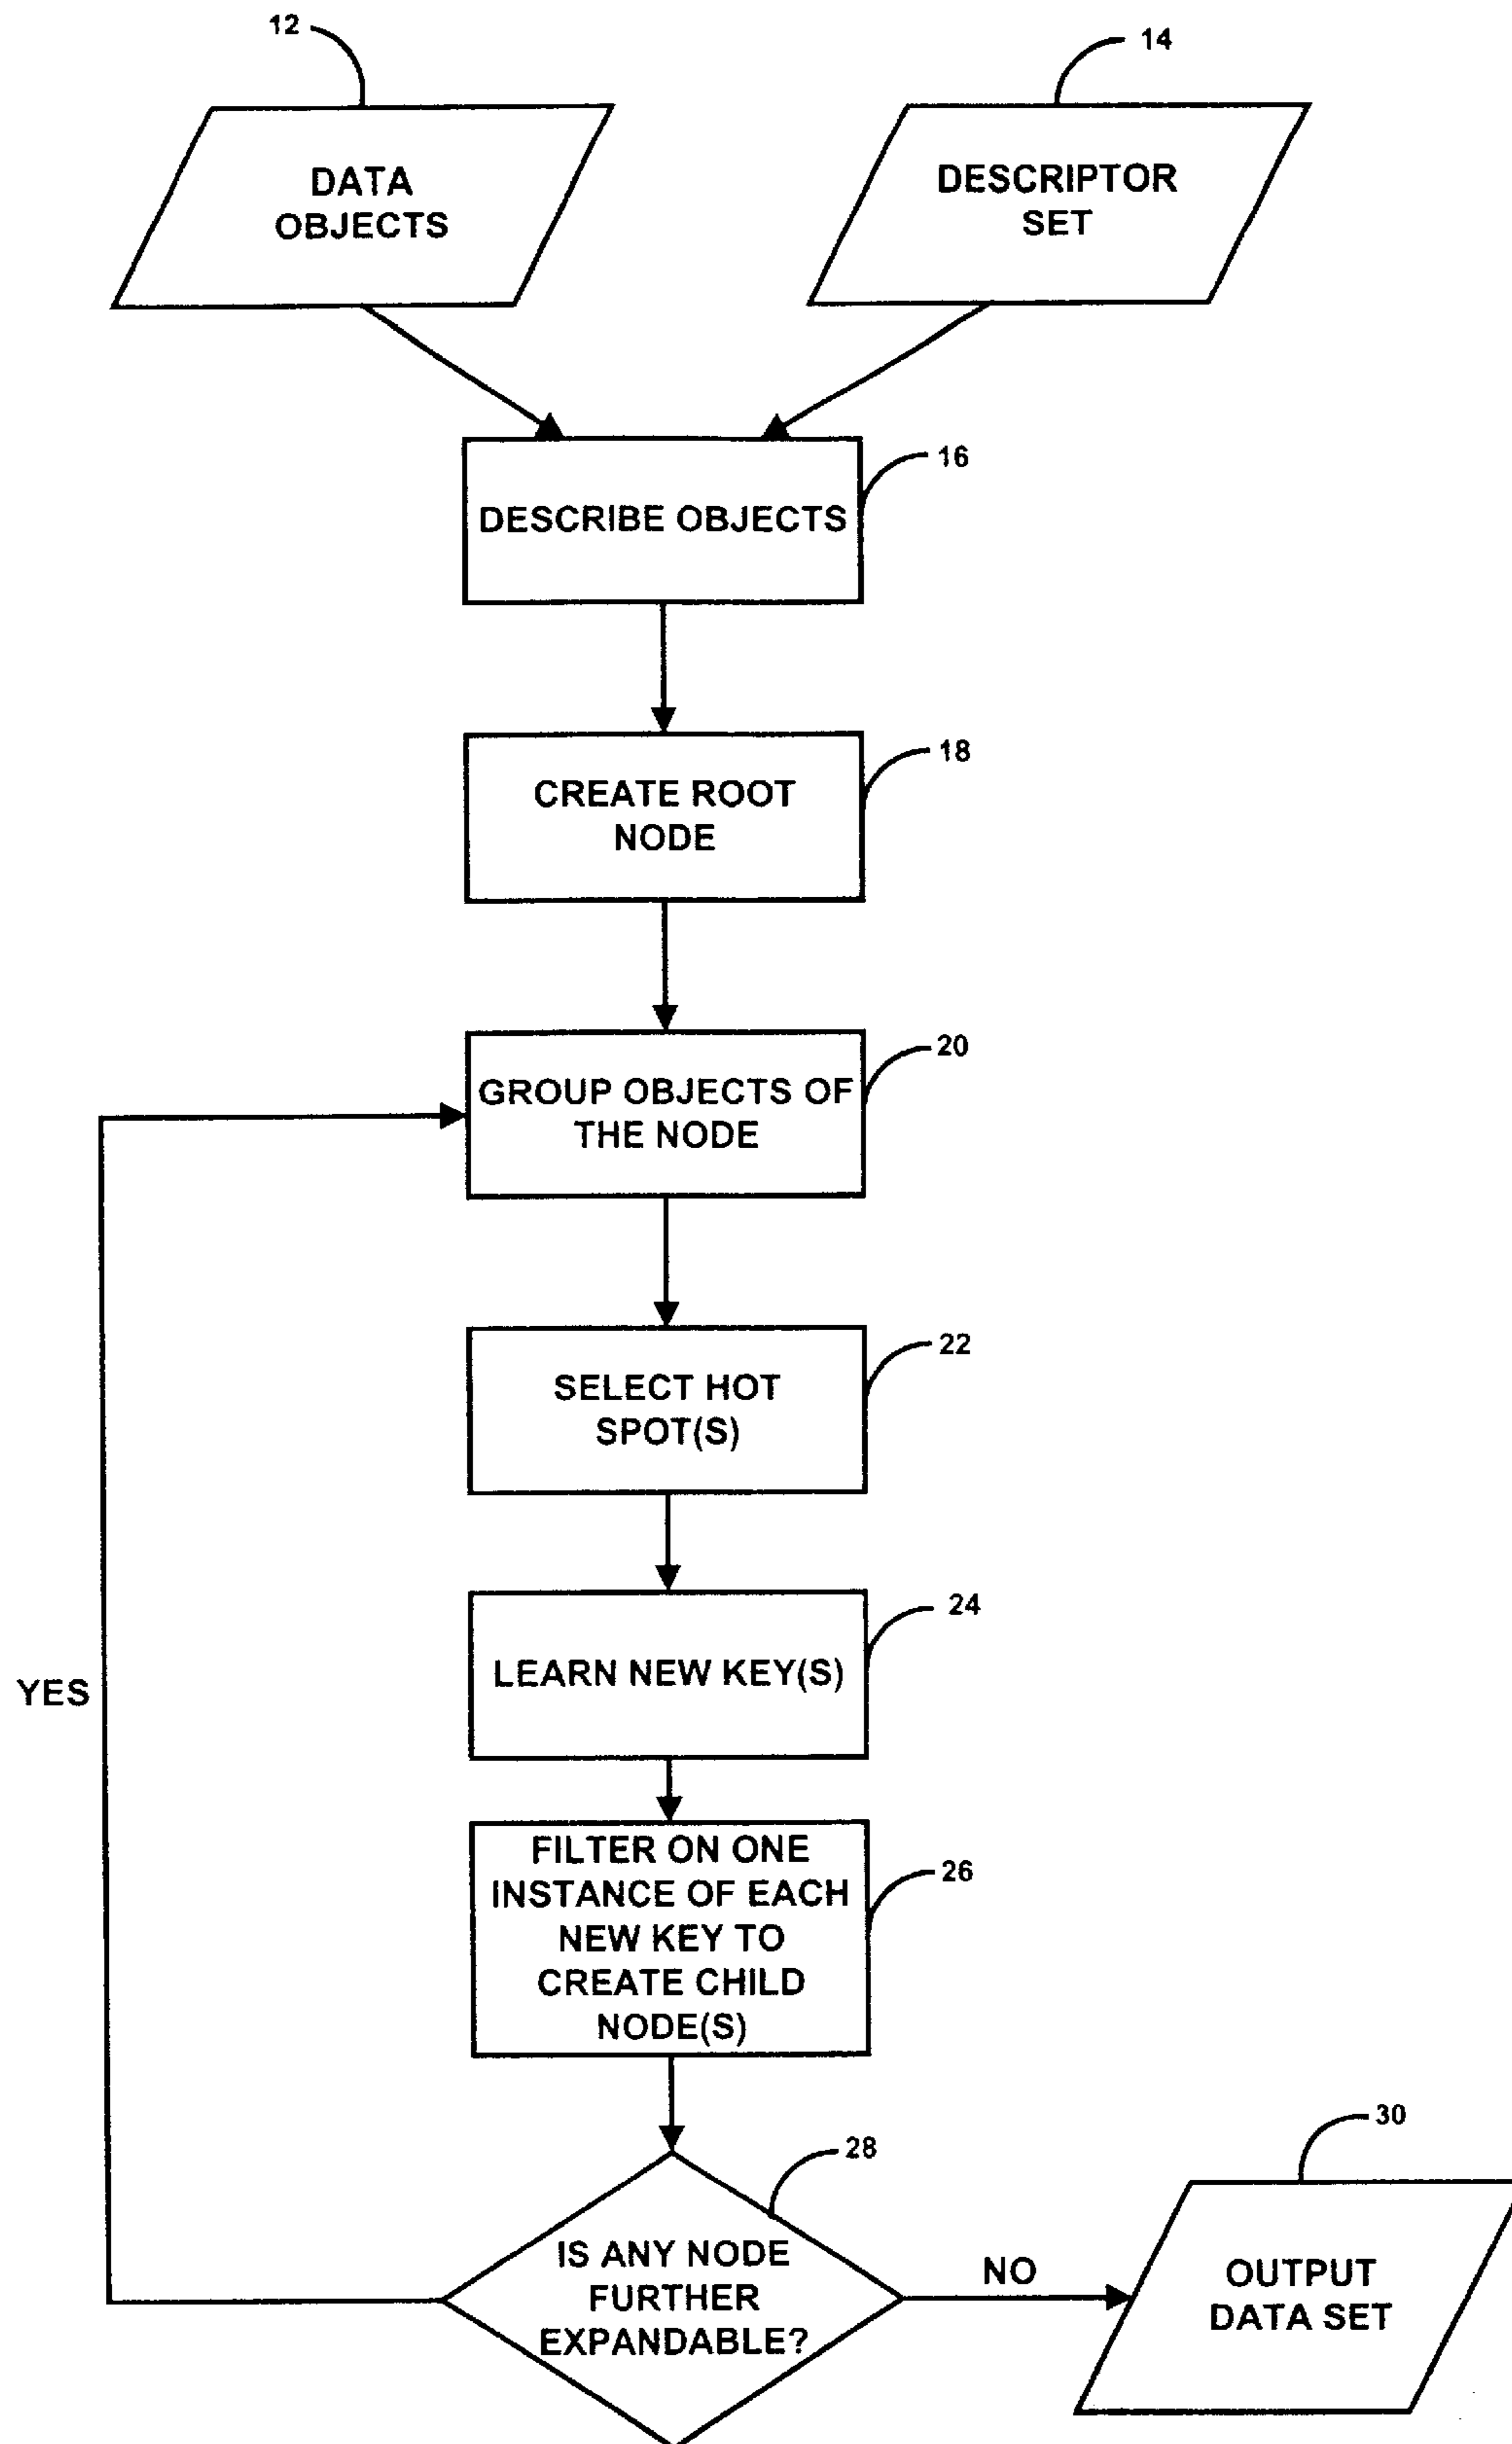 12
14
DATA
OBJECTS
DESCRIPTOR
SET
16
DESCRIBE OBJECTS
18
CREATE ROOT
NODE
20
GROUP OBJECTS OF
THE NODE
22
SELECT HOT
SPOT(S)
24
LEARN NEW KEY(S)
YES
26
FILTER ON ONE
INSTANCE OF EACH
NEW KEY TO
CREATE CHILD
NODE(S)
28
IS ANY NODE
FURTHER
EXPANDABLE?
NO
30
OUTPUT
DATA SET